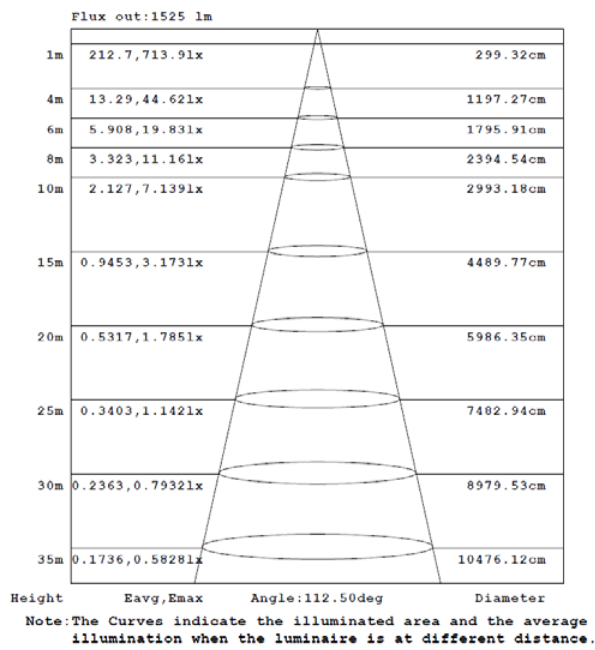 Flux out:1525 lm
1m 212.7,713.9lx 299.32cm
4m 13.29,44.62lx 1197.27cm
6m 5.908,19.83lx 1795.91cm
8m 3.323,11.16lx 2394.54cm
10m 2.127,7.139lx 2993.18cm
15m 0.9453,3.173lx 4489.77cm
20m 0.5317,1.785lx 5986.35cm
25m 0.3403,1.142lx 7482.94cm
30m 0.2363,0.7932lx 8979.53cm
35m 0.1736,0.5828lx 10476.12cm
Height Eavg,Emax Angle:112.50deg Diameter
Note:The Curves indicate the illuminated area and the average
illumination when the luminaire is at different distance.